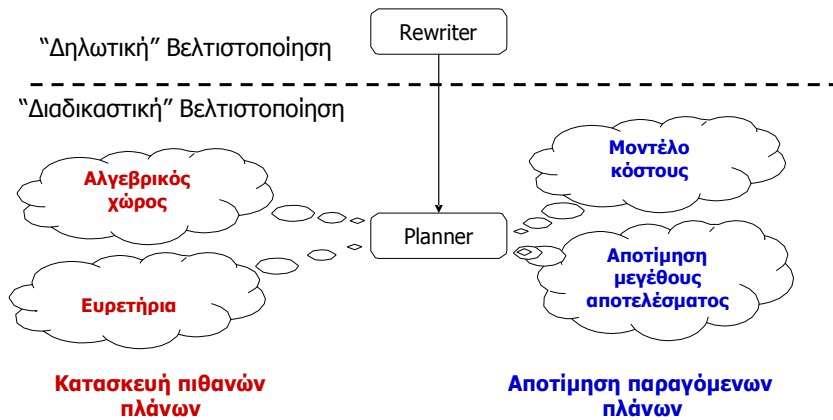 “Δηλωτική” Βελτιστοποίηση
Rewriter
“Διαδικαστική” Βελτιστοποίηση
Αλγεβρικός
χώρος
Μοντέλο
κόστους
Planner
Ευρετήρια
Αποτίμηση
μεγέθους
αποτελέσματος
Κατασκευή πιθανών
πλάνων
Αποτίμηση παραγόμενων
πλάνων